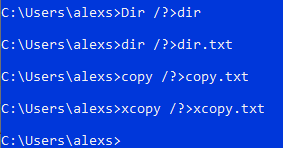 C:\Users\alexs>Dir /?>dir
C:\Users\alexs>dir /?>dir.txt
C:\Users\alexs>copy /?>copy.txt
C:\Users\alexs>xcopy /?>xcopy.txt
C:\Users\alexs>